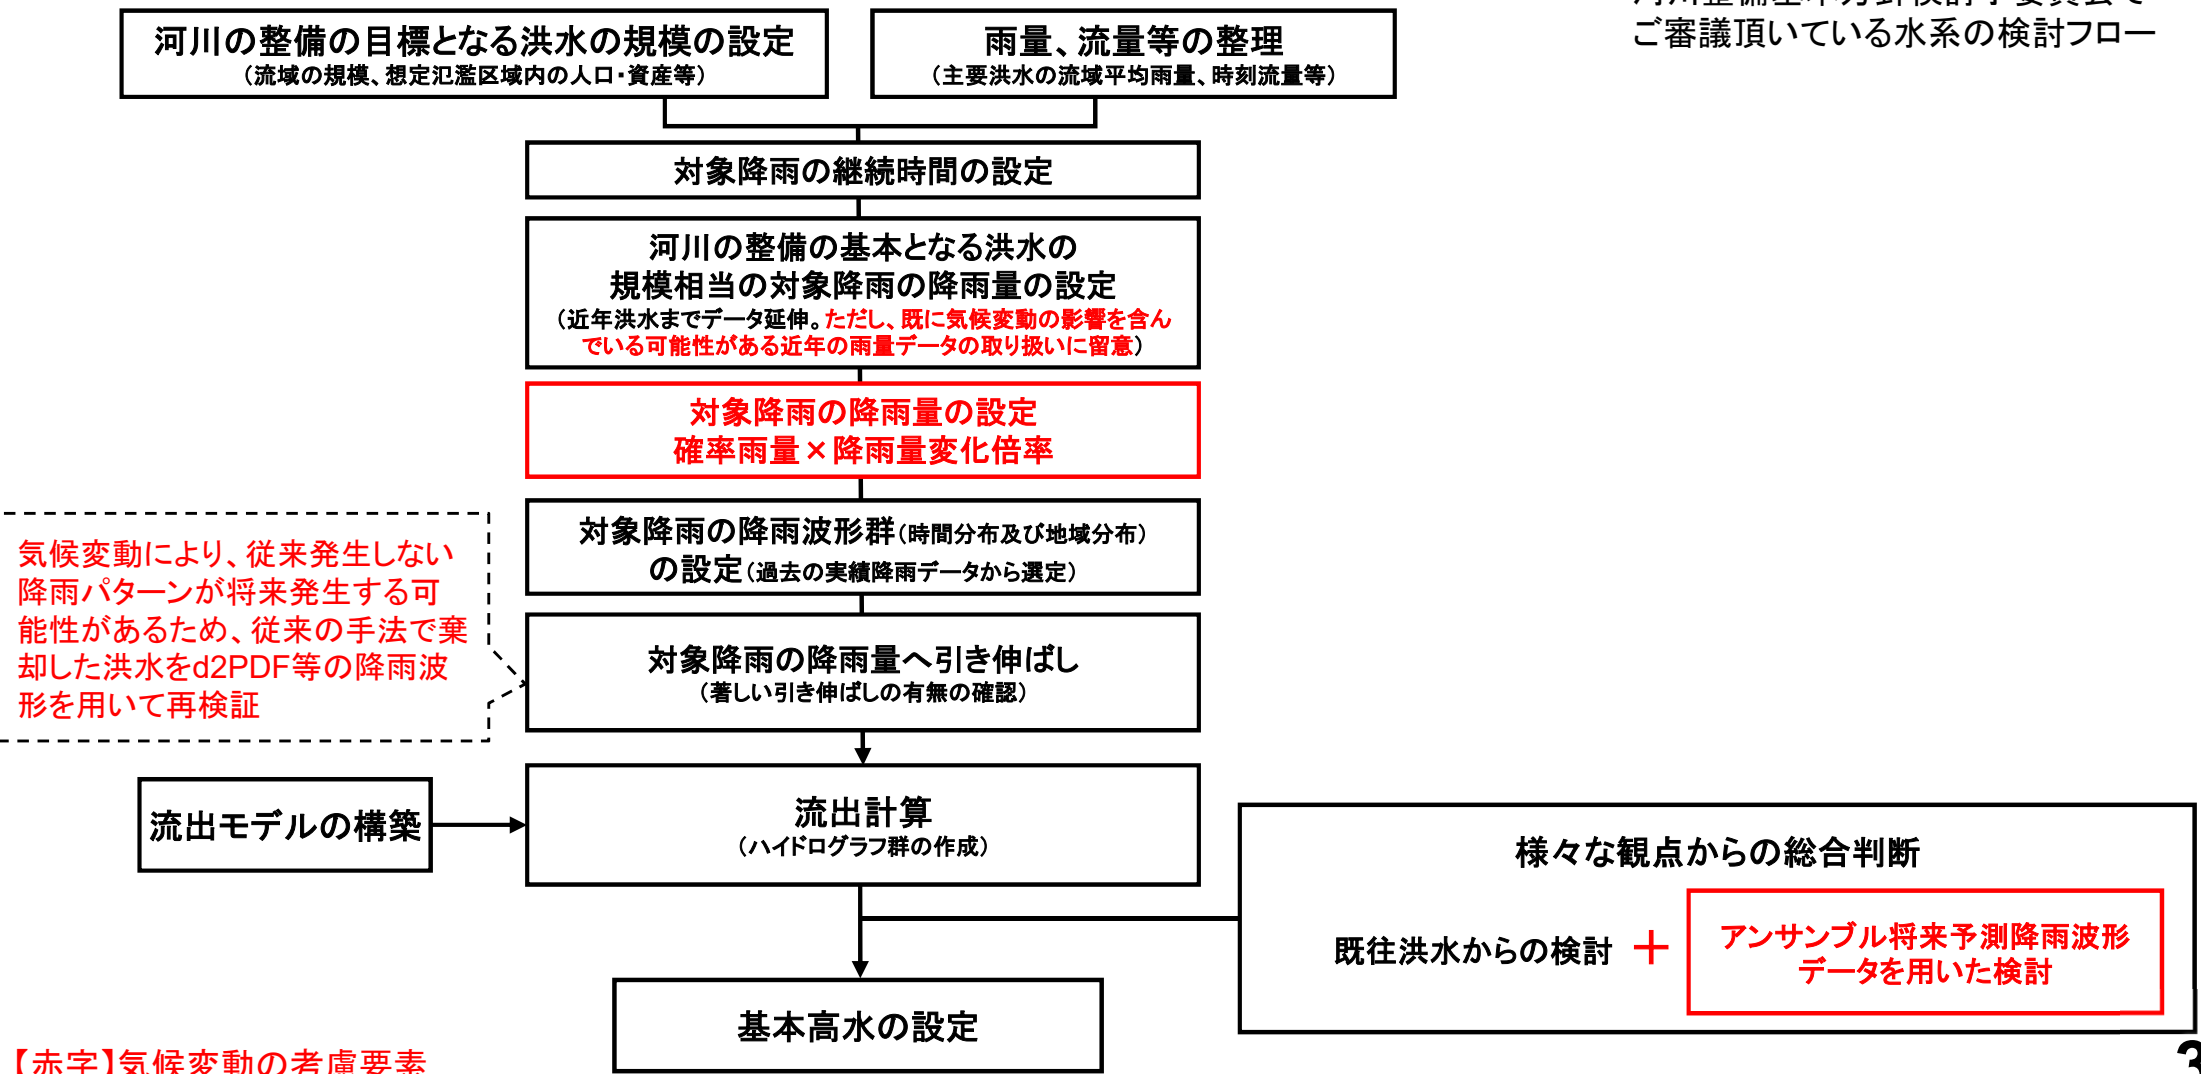 ご審議頂いている水系の検討フロー
河川の整備の目標となる洪水の規模の設定
（流域の規模、想定氾濫区域内の人口・資産等）
雨量、流量等の整理
（主要洪水の流域平均雨量、時刻流量等）
対象降雨の継続時間の設定
河川の整備の基本となる洪水の
規模相当の対象降雨の降雨量の設定
（近年洪水までデータ延伸。ただし、既に気候変動の影響を含ん
でいる可能性がある近年の雨量データの取り扱いに留意）
対象降雨の降雨量の設定
確率雨量×降雨量変化倍率
対象降雨の降雨波形群（時間分布及び地域分布）
の設定（過去の実績降雨データから選定）
気候変動により、従来発生しない
降雨パターンが将来発生する可
能性があるため、従来の手法で棄
却した洪水をd2PDF等の降雨波
形を用いて再検証
対象降雨の降雨量へ引き伸ばし
（著しい引き伸ばしの有無の確認）
流出モデルの構築
流出計算
（ハイドログラフ群の作成）
様々な観点からの総合判断
既往洪水からの検討 ＋
アンサンブル将来予測降雨波形
データを用いた検討
基本高水の設定
【赤字】気候変動の考慮要素